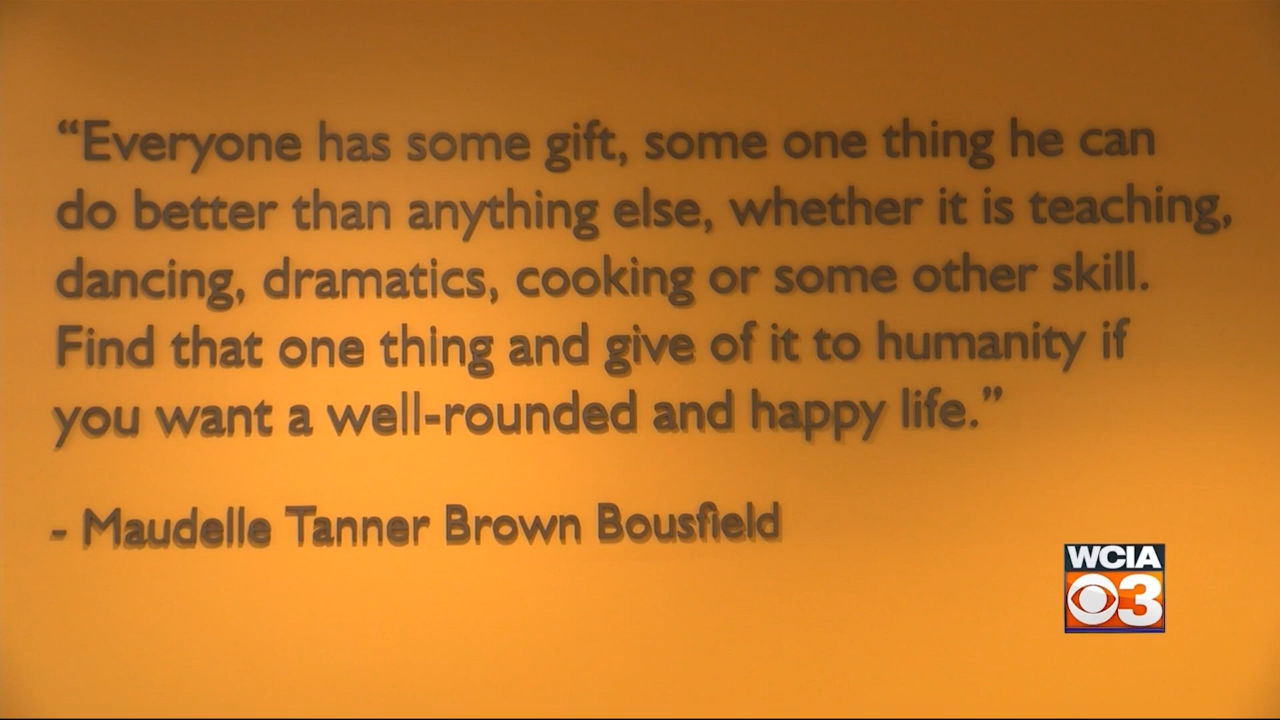 “Everyone has some gift, some one thing he can
do better than anything else, whether it is teaching,
dancing, dramatics, cooking or some other skill.
Find that one thing and give of it to humanity if
you want a well-rounded and happy life.”
- Maudelle Tanner Brown Bousfield
WCIA
3